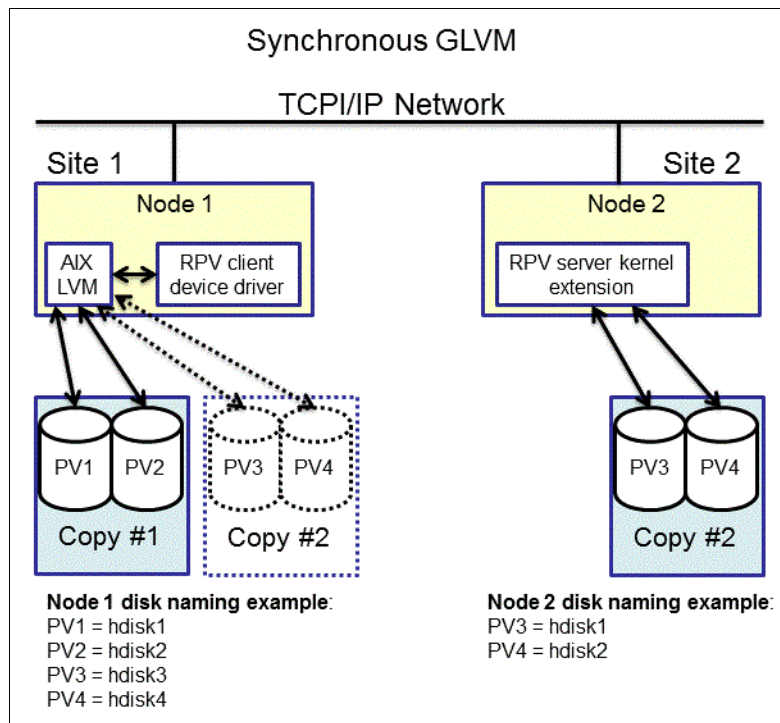 Synchronous GLVM
TCPI/IP Network
Site 1
Site 2
Node 1
Node 2
AIX
LVM
RPV client
device driver
RPV server kernel
extension
PV1
PV2
PV3
PV4
PV3
PV4
Copy #1
Copy #2
Copy #2
Node 1 disk naming example:
PV1 = hdisk1
PV2 = hdisk2
PV3 = hdisk3
PV4 = hdisk4
Node 2 disk naming example:
PV3 = hdisk1
PV4 = hdisk2